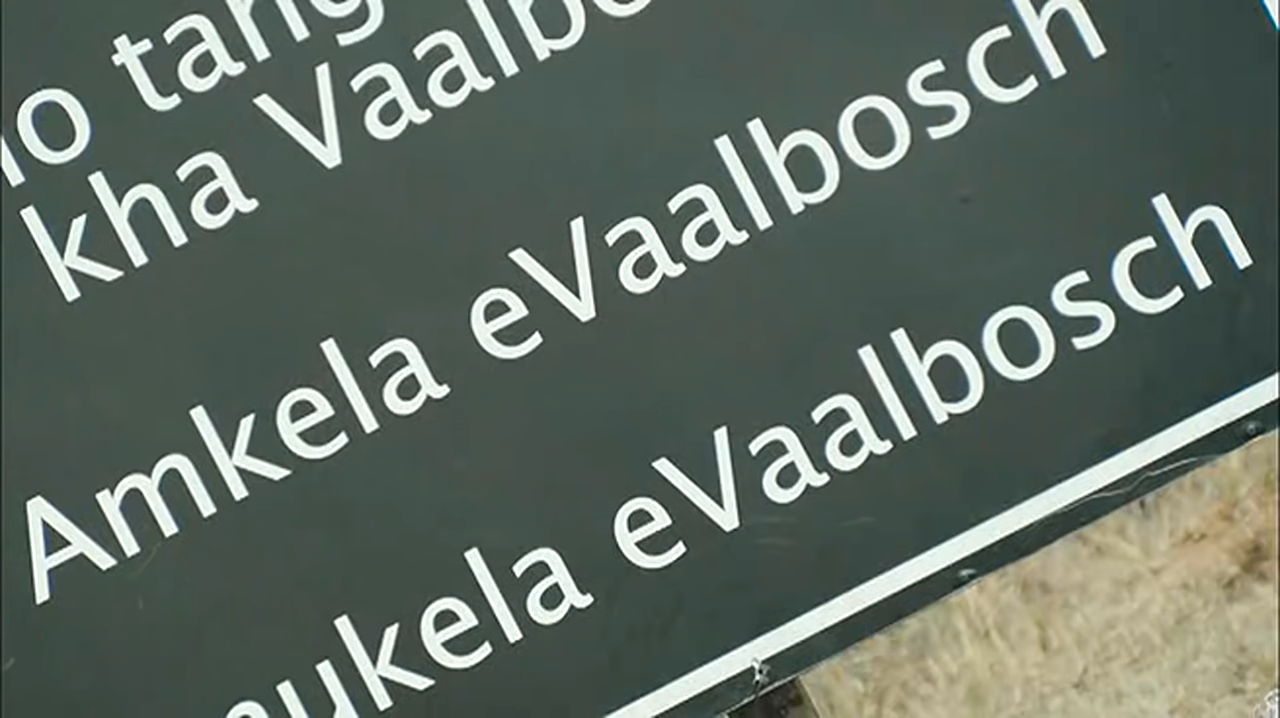 tang
kha Vaalbo
Amkela eVaalbosch
ukela eVaalbosch